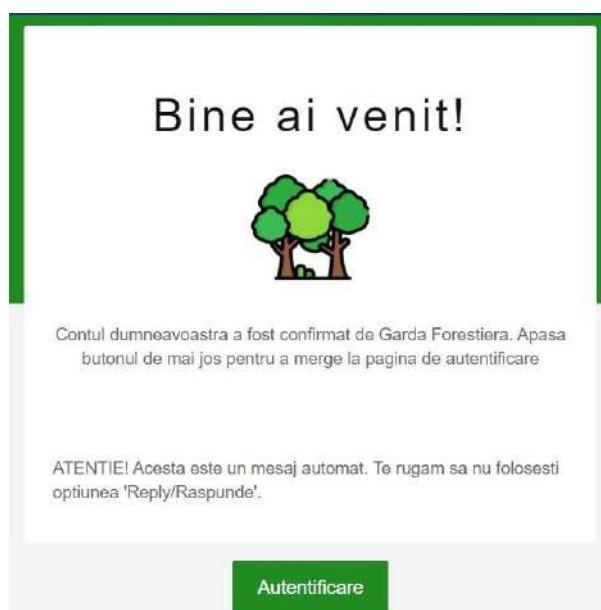 Bine ai venit!
Contul dumneavoastra a fost confirmat de Garda Forestiera. Apasa
butonul de mai jos pentru a merge la pagina de autentificare
ATENTIE! Acesta este un mesaj automat. Te rugam sa nu folosesti
optiunea 'Reply/Raspunde'.
Autentificare